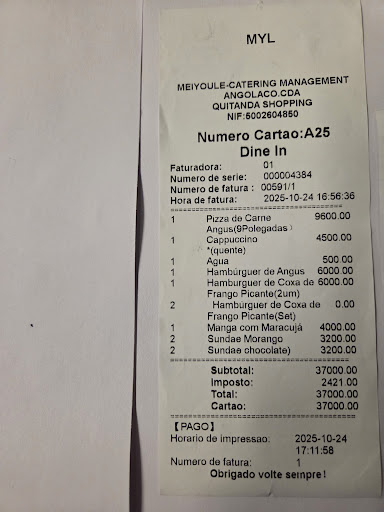 MYL
MEIYOULE-CATERING MANAGEMENT
ANGOLACO.CDA
QUITANDA SHOPPING
NIF:5002604850
Numero Cartao:A25
Dine In
Faturadora: 01
Numero de serie: 000004384
Numero de fatura : 00591/1
Hora de fatura: 2025-10-24 16:56:36
1 Pizza de Carne 9600.00
Angus(9Polegadas)
1 Cappuccino 4500.00
*(quente)
1 Agua 500.00
1 Hambúrguer de Angus 6000.00
1 Hambúrguer de Coxa de 6000.00
Frango Picante(2um)
2 Hambúrguer de Coxa de 0.00
Frango Picante(Set)
1 Manga com Maracujá 4000.00
2 Sundae Morango 3200.00
2 Sundae chocolate) 3200.00
Subtotal: 37000.00
Imposto: 2421.00
Total: 37000.00
Cartao: 37000.00
【PAGO】
Horario de impressao: 2025-10-24
17:11:58
Numero de fatura: 1
Obrigado volte sempre!